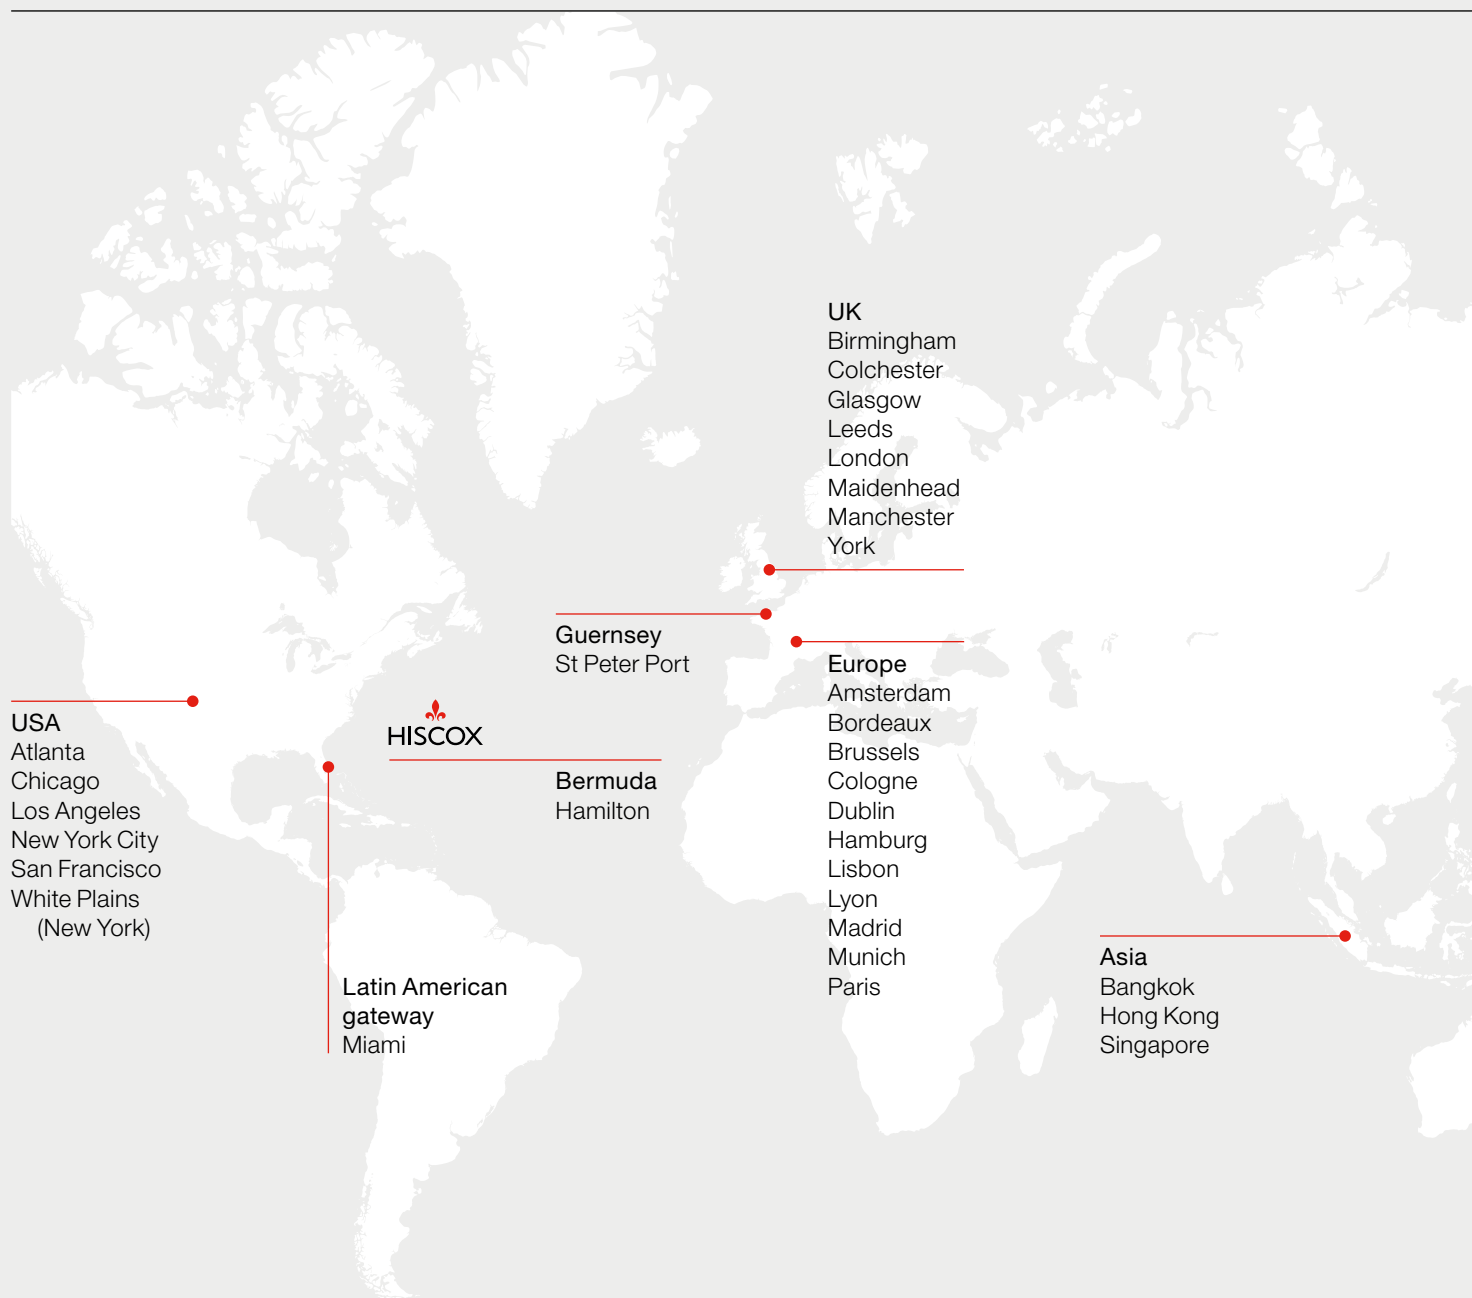 UK
Birmingham
Colchester
Glasgow
Leeds
London
Maidenhead
Manchester
York
Guernsey
St Peter Port
Europe
Amsterdam
Bordeaux
Brussels
Cologne
Dublin
Hamburg
Lisbon
Lyon
Madrid
Munich
Paris
USA
Atlanta
Chicago
Los Angeles
New York City
San Francisco
White Plains
(New York)
HISCOX
Bermuda
Hamilton
Latin American
gateway
Miami
Asia
Bangkok
Hong Kong
Singapore